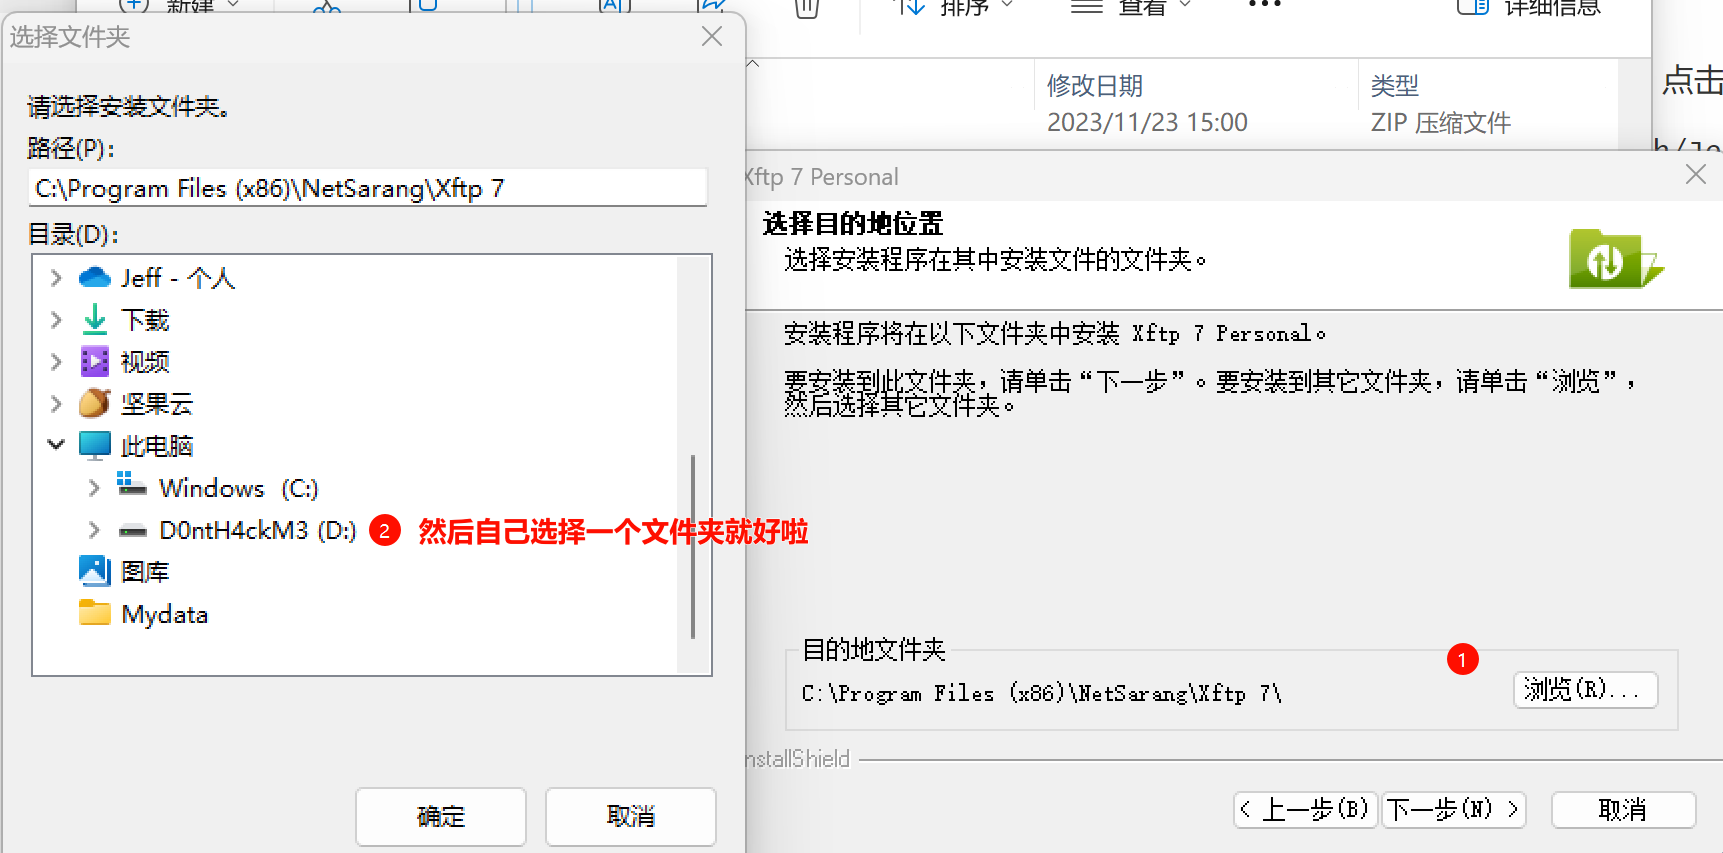 新建
排序
查看
详细信息
选择文件夹
请选择安装文件夹。
路径(P):
C:\Program Files (x86)\NetSarang\Xftp 7
目录(D):
Jeff - 个人
下载
视频
坚果云
此电脑
Windows (C:)
D0ntH4ckM3 (D:)
2 然后自己选择一个文件夹就好啦
图库
Mydata
确定
取消
修改日期
类型
2023/11/23 15:00
ZIP 压缩文件
点击
Xftp 7 Personal
选择目的地位置
选择安装程序在其中安装文件的文件夹。
安装程序将在以下文件夹中安装 Xftp 7 Personal。
要安装到此文件夹，请单击“下一步”。要安装到其它文件夹，请单击“浏览”，
然后选择其它文件夹。
目的地文件夹
1
C:\Program Files (x86)\NetSarang\Xftp 7\
浏览(R)...
nstallShield
< 上一步(B)
下一步(N) >
取消